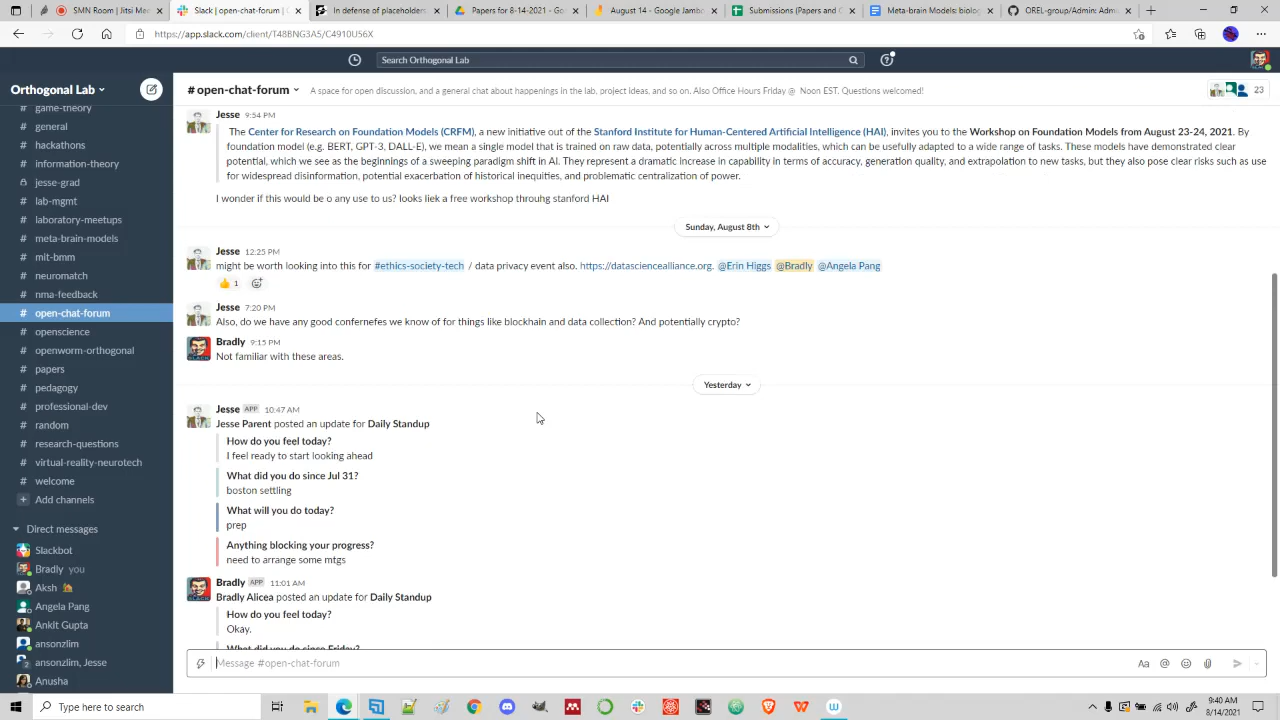 SNM Room | Jitsi Mee
Slack | 
In defense of placeholde
Papers for 8-14-2021 - Go
August 14 - Google Jambo
Submissions (Papers and C
Meta-brain Models biolog
OREL-group/Admin Adm
https://app.slack.com/client/T48BNG3A5/C4910U56X
Search Orthogonal Lab
Orthogonal Lab
# game-theory
# general
# hackathons
# information-theory
jesse-grad
# lab-mgmt
# laboratory-meetups
# meta-brain-models
# mit-bmm
# neuromatch
# nma-feedback
# open-chat-forum
# openscience
# openworm-orthogonal
# papers
# pedagogy
# professional-dev
# random
# research-questions
# virtual-reality-neurotech
# welcome
+ Add channels
Direct messages
Slackbot
Bradly you
Aksh
Angela Pang
Ankit Gupta
ansonzlim
2 ansonzlim, Jesse
Anusha
# open-chat-forum
A space for open discussion, and a general chat about happenings in the lab, project ideas, and so on. Also Office Hours Friday @ Noon EST. Questions welcomed!
23
Jesse 9:54 PM
The Center for Research on Foundation Models (CRFM), a new initiative out of the Stanford Institute for Human-Centered Artificial Intelligence (HAI), invites you to the Workshop on Foundation Models from August 23-24, 2021. By
foundation model (e.g. BERT, GPT-3, DALL-E), we mean a single model that is trained on raw data, potentially across multiple modalities, which can be usefully adapted to a wide range of tasks. These models have demonstrated clear
potential, which we see as the beginnings of a sweeping paradigm shift in AI. They represent a dramatic increase in capability in terms of accuracy, generation quality, and extrapolation to new tasks, but they also pose clear risks such as use
for widespread disinformation, potential exacerbation of historical inequities, and problematic centralization of power.
I wonder if this would be o any use to us? looks liek a free workshop throuhg stanford HAI
Sunday, August 8th
Jesse 12:25 PM
might be worth looking into this for #ethics-society-tech / data privacy event also. https://datasciencealliance.org. @Erin Higgs @Bradly @Angela Pang
1
Jesse 7:20 PM
Also, do we have any good confernefes we know of for things like blockhain and data collection? And potentially crypto?
Bradly 9:15 PM
Not familiar with these areas.
Yesterday
Jesse APP 10:47 AM
Jesse Parent posted an update for Daily Standup
How do you feel today?
I feel ready to start looking ahead
What did you do since Jul 31?
boston settling
What will you do today?
prep
Anything blocking your progress?
need to arrange some mtgs
Bradly APP 11:01 AM
Bradly Alicea posted an update for Daily Standup
How do you feel today?
Okay.
What did you do since Friday?
Message #open-chat-forum
Aa
Type here to search
9:40 AM
8/14/2021